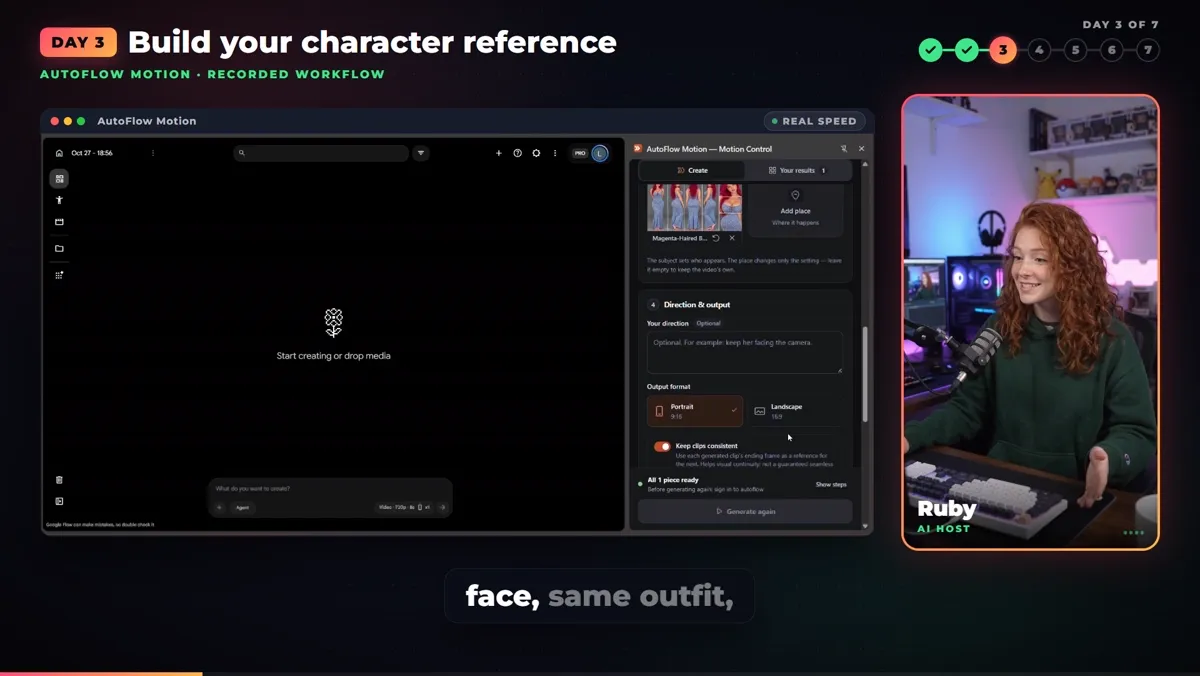 DAY 3 Build your character reference
AUTOFLOW MOTION · RECORDED WORKFLOW
DAY 3 OF 7
3 4 5 6 7
AutoFlow Motion
REAL SPEED
Oct 27 - 18:56
PRO
L
Start creating or drop media
What do you want to create?
Agent
Video · 720p · 8s x1
Google Flow can make mistakes, so double check it
AutoFlow Motion — Motion Control
Create
Your results 1
Magenta-Haired B...
Add place
Where it happens
The subject sets who appears. The place changes only the setting — leave
it empty to keep the video's own.
4 Direction & output
Your direction Optional
Optional. For example: keep her facing the camera.
Output format
Portrait
9:16
Landscape
16:9
Keep clips consistent
Use each generated clip's ending frame as a reference for
the next. Helps visual continuity; not a guaranteed seamless
All 1 piece ready
Before generating again: sign in to autoflow
Show steps
Generate again
Ruby
AI HOST
face, same outfit,